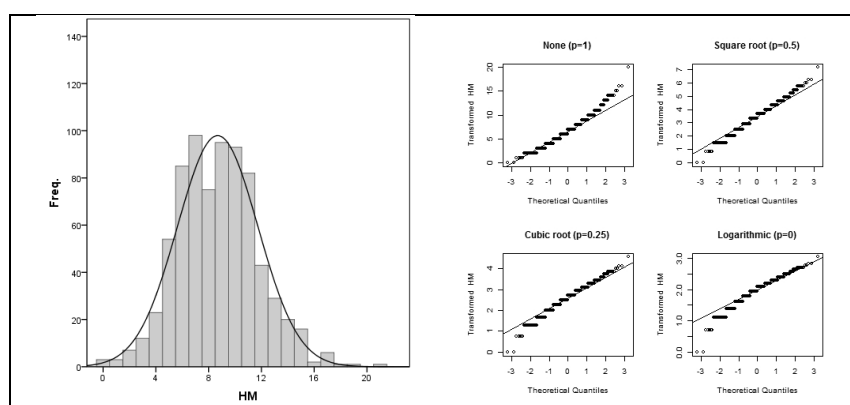 140
120
100
80
60
40
20
0
Freq.
0 4 8 12 16 20
HM
None (p=1)
20
15
10
5
0
Transformed HM
-3 -2 -1 0 1 2 3
Theoretical Quantiles
Square root (p=0.5)
7
6
5
4
3
2
1
0
Transformed HM
-3 -2 -1 0 1 2 3
Theoretical Quantiles
Cubic root (p=0.25)
4
3
2
1
0
Transformed HM
-3 -2 -1 0 1 2 3
Theoretical Quantiles
Logarithmic (p=0)
3.0
2.0
1.0
0.0
Transformed HM
-3 -2 -1 0 1 2 3
Theoretical Quantiles